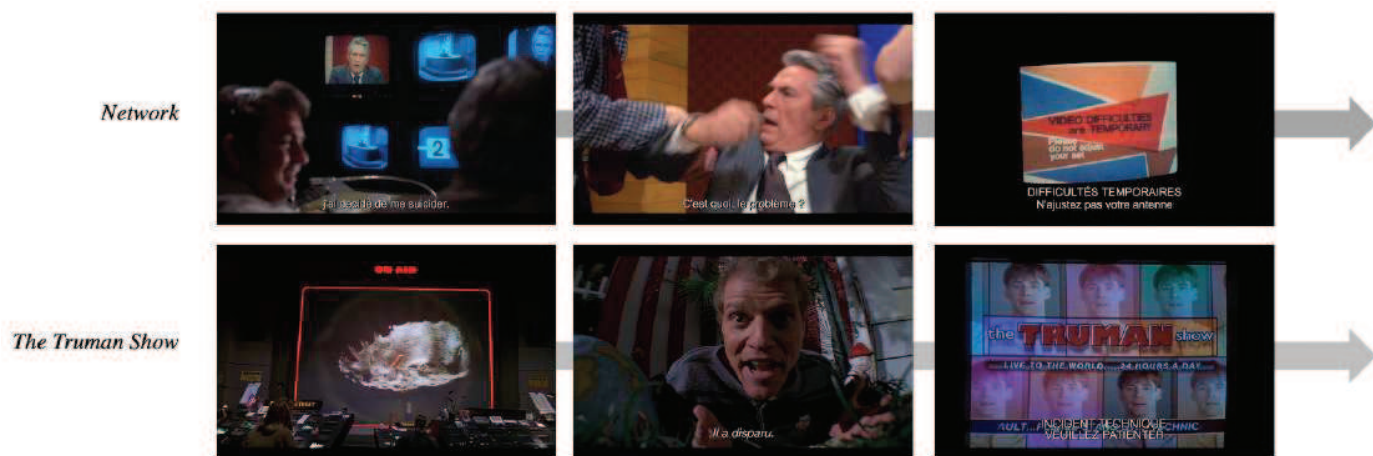 Network
j'ai décidé de me suicider.
2
C'est quoi, le problème ?
VIDEO DIFFICULTIES
are TEMPORARY
Please
do not adjust
your set
DIFFICULTÉS TEMPORAIRES
N'ajustez pas votre antenne
The Truman Show
ON AIR
Il a disparu.
the TRUMAN show
LIVE TO THE WORLD.....24 HOURS A DAY
INCIDENT TECHNIQUE
VEUILLEZ PATIENTER